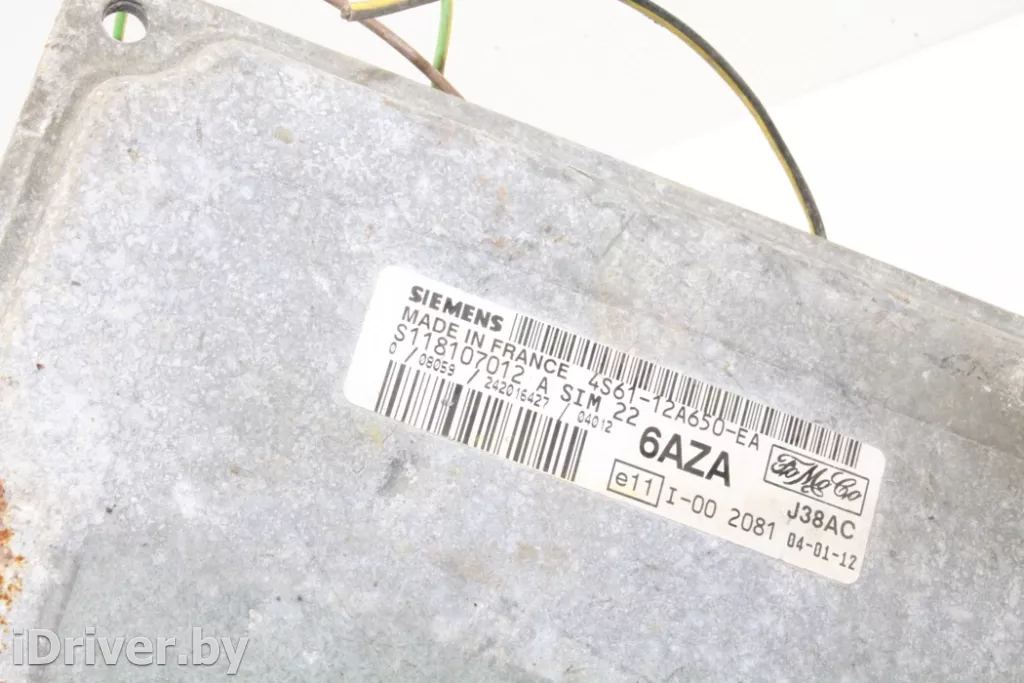 SIEMENS
MADE IN FRANCE 4S61-12A650-EA
S118107012 A SIM 22
0 / 08059 / 242016427 / 04012
6AZA
FoMoCo
e11 I-00 2081
J38AC
04-01-12
iDriver.by